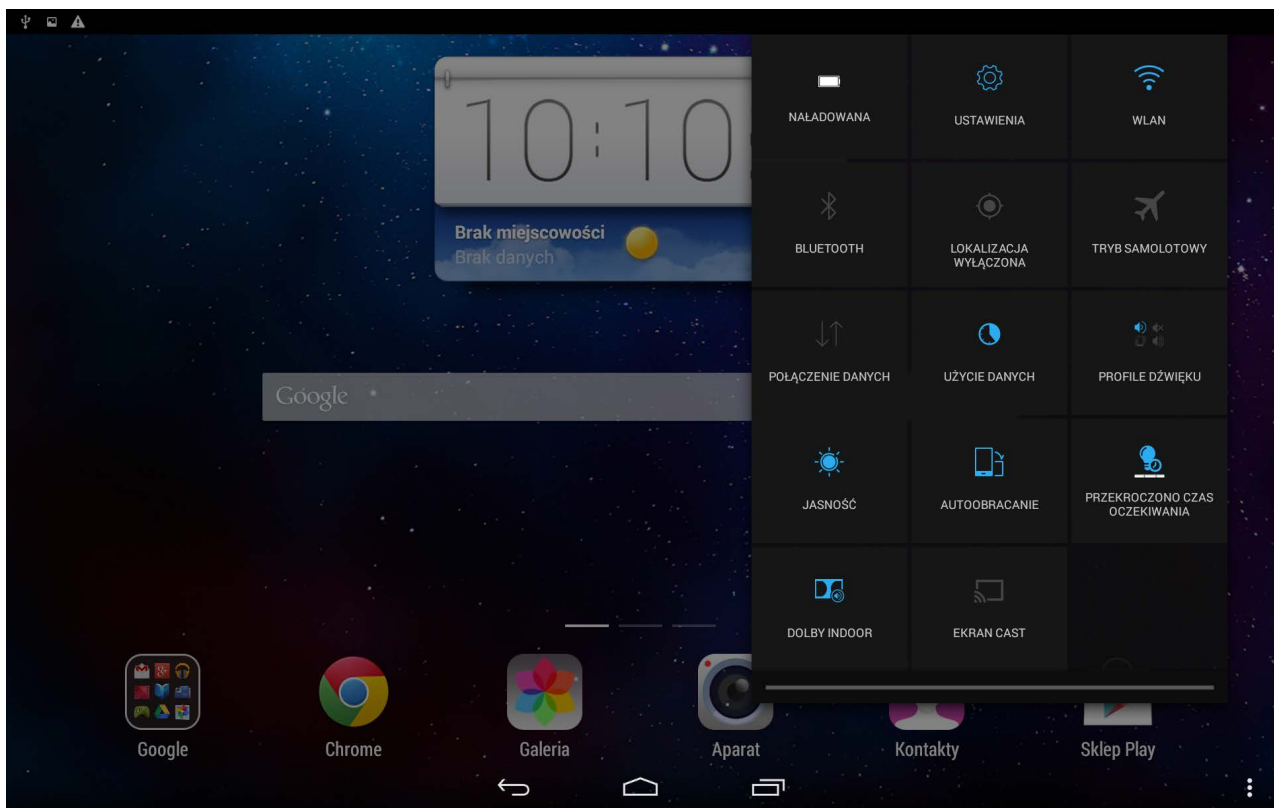 10:10
Brak miejscowości
Brak danych
Google
NAŁADOWANA
USTAWIENIA
WLAN
BLUETOOTH
LOKALIZACJA
WYŁĄCZONA
TRYB SAMOLOTOWY
POŁĄCZENIE DANYCH
UŻYCIE DANYCH
PROFILE DŹWIĘKU
JASNOŚĆ
AUTOOBRACANIE
PRZEKROCZONO CZAS
OCZEKIWANIA
DOLBY INDOOR
EKRAN CAST
Google
Chrome
Galeria
Aparat
Kontakty
Sklep Play